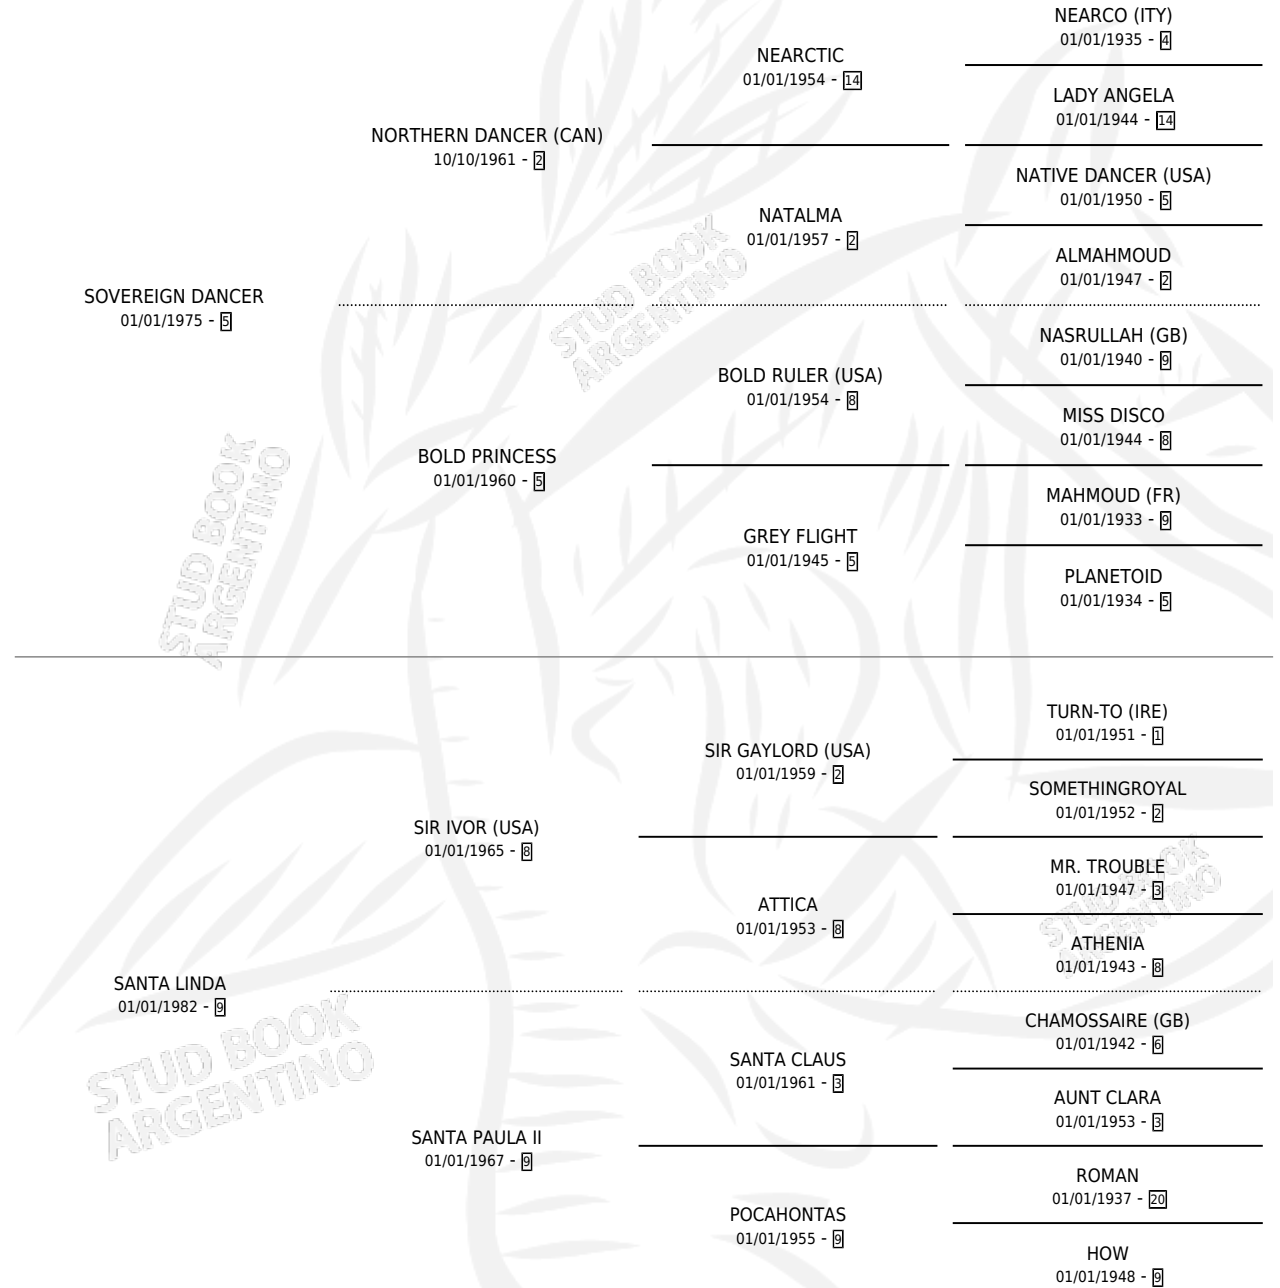 NEARCO (ITY)
01/01/1935 - 4
NEARCTIC
01/01/1954 - 14
LADY ANGELA
01/01/1944 - 14
NORTHERN DANCER (CAN)
10/10/1961 - 2
NATIVE DANCER (USA)
01/01/1950 - 5
NATALMA
01/01/1957 - 2
ALMAHMOUD
01/01/1947 - 2
SOVEREIGN DANCER
01/01/1975 - 5
STUD BOOK
ARGENTINO
NASRULLAH (GB)
01/01/1940 - 9
BOLD RULER (USA)
01/01/1954 - 8
MISS DISCO
01/01/1944 - 8
BOLD PRINCESS
01/01/1960 - 5
MAHMOUD (FR)
01/01/1933 - 9
GREY FLIGHT
01/01/1945 - 5
PLANETOID
01/01/1934 - 5
STUD BOOK
ARGENTINO
TURN-TO (IRE)
01/01/1951 - 1
SIR GAYLORD (USA)
01/01/1959 - 2
SOMETHINGROYAL
01/01/1952 - 2
SIR IVOR (USA)
01/01/1965 - 8
MR. TROUBLE
01/01/1947 - 3
ATTICA
01/01/1953 - 8
STUD BOOK
ARGENTINO
ATHENIA
01/01/1943 - 8
SANTA LINDA
01/01/1982 - 9
CHAMOSSAIRE (GB)
01/01/1942 - 6
SANTA CLAUS
01/01/1961 - 3
AUNT CLARA
01/01/1953 - 3
STUD BOOK
ARGENTINO
SANTA PAULA II
01/01/1967 - 9
ROMAN
01/01/1937 - 20
POCAHONTAS
01/01/1955 - 9
HOW
01/01/1948 - 9